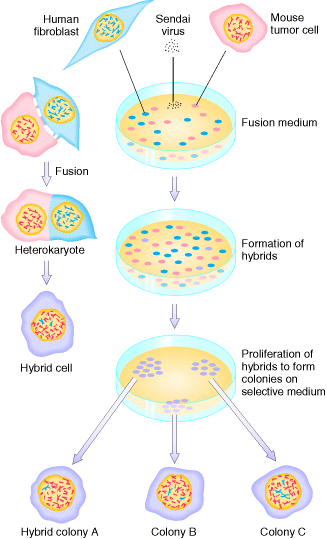 Human
fibroblast
Sendai
virus
Mouse
tumor cell
Fusion medium
Fusion
Heterokaryote
Formation of
hybrids
Hybrid cell
Proliferation of
hybrids to form
colonies on
selective medium
Hybrid colony A
Colony B
Colony C